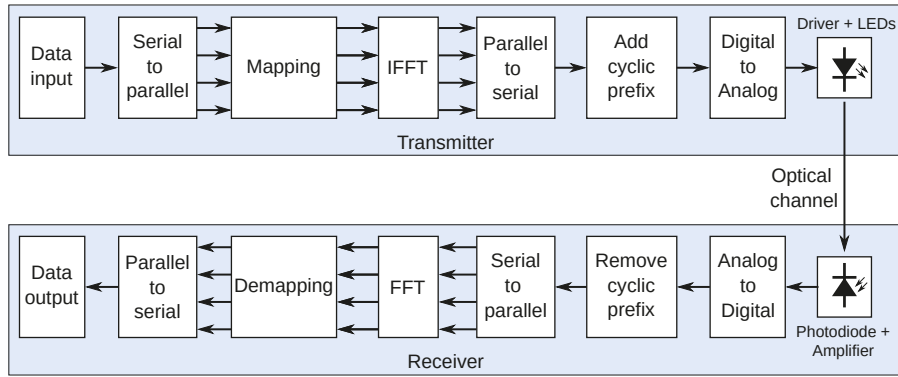 Data
input
Serial
to
parallel
Mapping
IFFT
Parallel
to
serial
Add
cyclic
prefix
Digital
to
Analog
Driver + LEDs
Transmitter
Optical
channel
Data
output
Parallel
to
serial
Demapping
FFT
Serial
to
parallel
Remove
cyclic
prefix
Analog
to
Digital
Photodiode +
Amplifier
Receiver